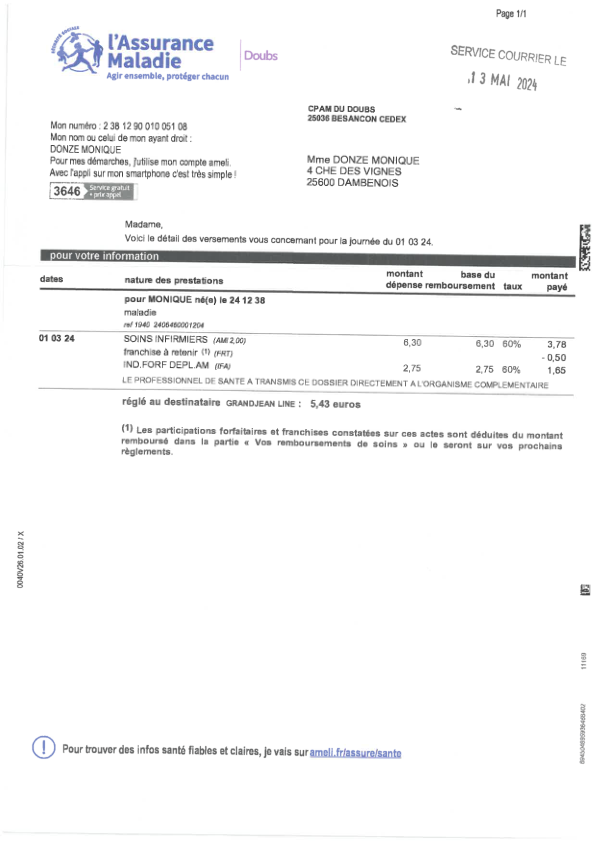 Page 1/1
SÉCURITÉ SOCIALE
l'Assurance
Maladie
Agir ensemble, protéger chacun
Doubs
SERVICE COURRIER LE
13 MAI 2024
CPAM DU DOUBS
25036 BESANCON CEDEX
Mon numéro : 2 38 12 90 010 051 08
Mon nom ou celui de mon ayant droit :
DONZE MONIQUE
Pour mes démarches, j'utilise mon compte ameli.
Avec l'appli sur mon smartphone c'est très simple !
3646 Service gratuit + prix appel
Mme DONZE MONIQUE
4 CHE DES VIGNES
25600 DAMBENOIS
Madame,
Voici le détail des versements vous concernant pour la journée du 01 03 24.
pour votre information
dates nature des prestations montant dépense base du remboursement taux montant payé
pour MONIQUE né(e) le 24 12 38
maladie
ref 1940 2406460001204
01 03 24 SOINS INFIRMIERS (AMI 2,00) 6,30 6,30 60% 3,78
franchise à retenir (1) (FRT) - 0,50
IND.FORF DEPL.AM (IFA) 2,75 2,75 60% 1,65
LE PROFESSIONNEL DE SANTE A TRANSMIS CE DOSSIER DIRECTEMENT A L'ORGANISME COMPLEMENTAIRE
réglé au destinataire GRANDJEAN LINE : 5,43 euros
(1) Les participations forfaitaires et franchises constatées sur ces actes sont déduites du montant
remboursé dans la partie « Vos remboursements de soins » ou le seront sur vos prochains
règlements.
0040V26.01.02 / X
11169
Pour trouver des infos santé fiables et claires, je vais sur ameli.fr/assure/sante